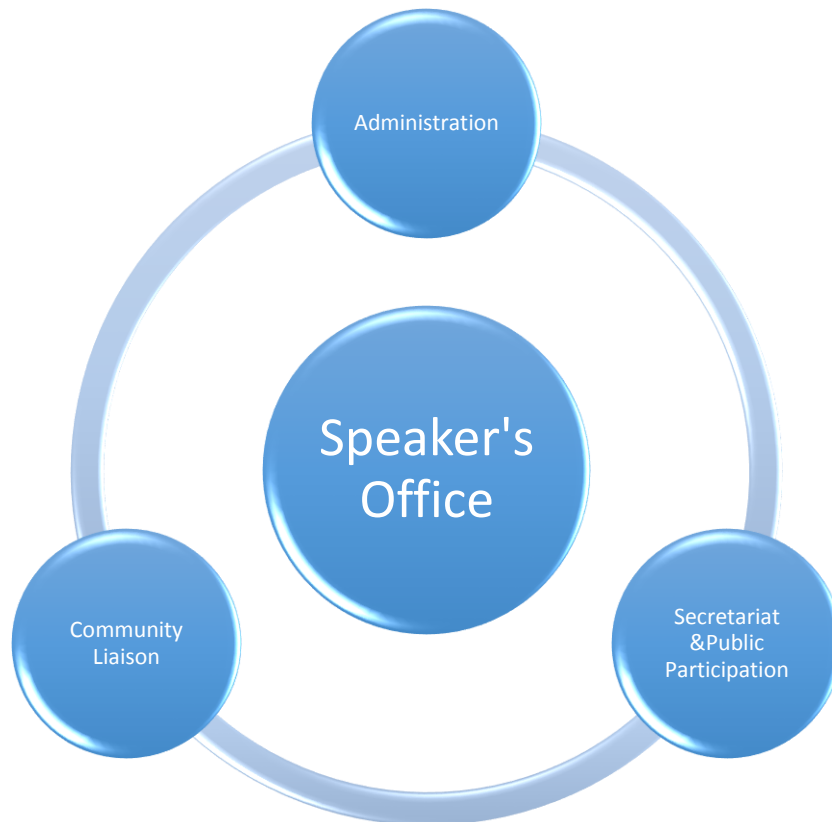 Administration
Speaker's
Office
Community
Liaison
Secretariat
&Public
Participation